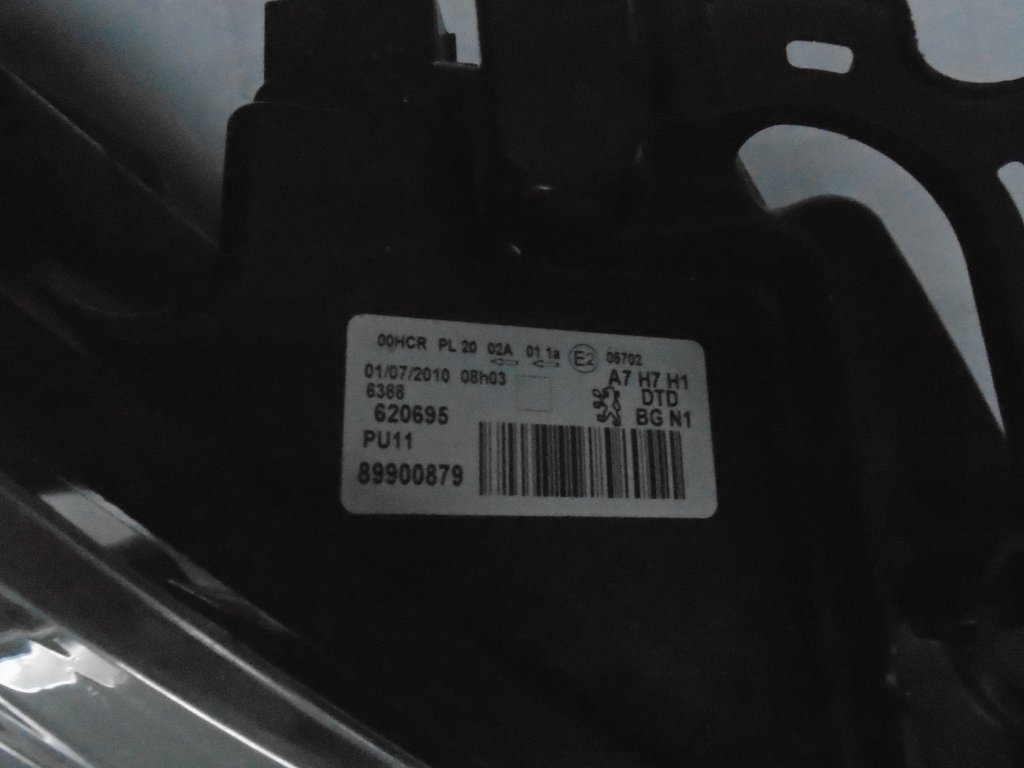 00HCR PL 20 02A 01 1a E2 06702
01/07/2010 08h03
A7 H7 H1
6388
DTD
620695
BG N1
PU11
89900879